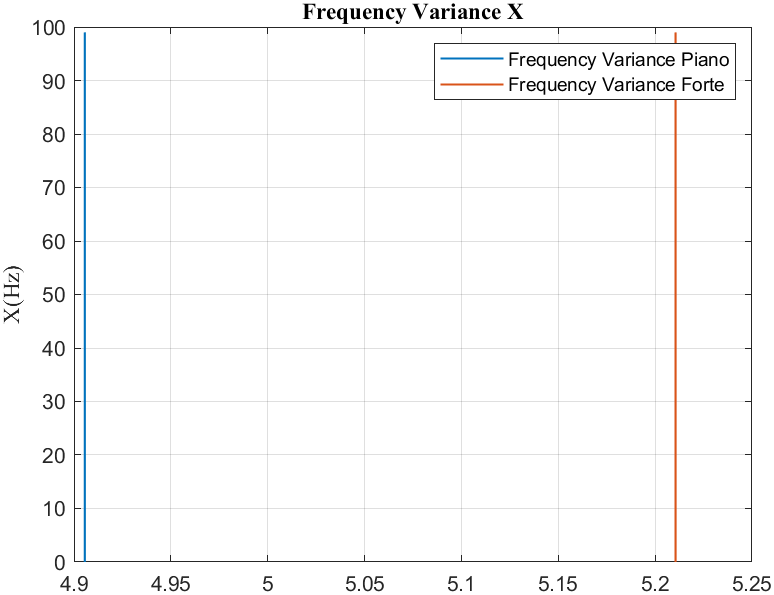 Frequency Variance X
Frequency Variance Piano
Frequency Variance Forte
X(Hz)
100
90
80
70
60
50
40
30
20
10
0
4.9 4.95 5 5.05 5.1 5.15 5.2 5.25